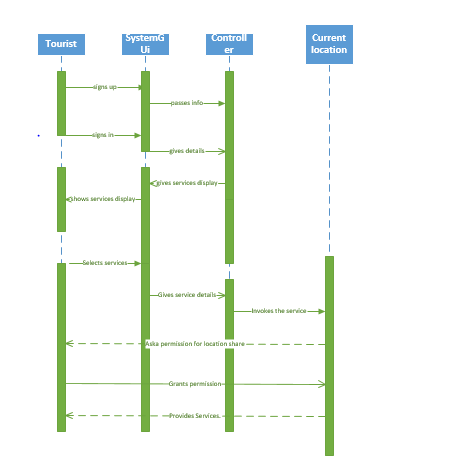 Tourist
SystemG
Ui
Controll
er
Current
location
signs up
passes info
signs in
gives details
gives services display
shows services display
Selects services
Gives service details
Invokes the service
Aska permission for location share
Grants permission
Provides Services.